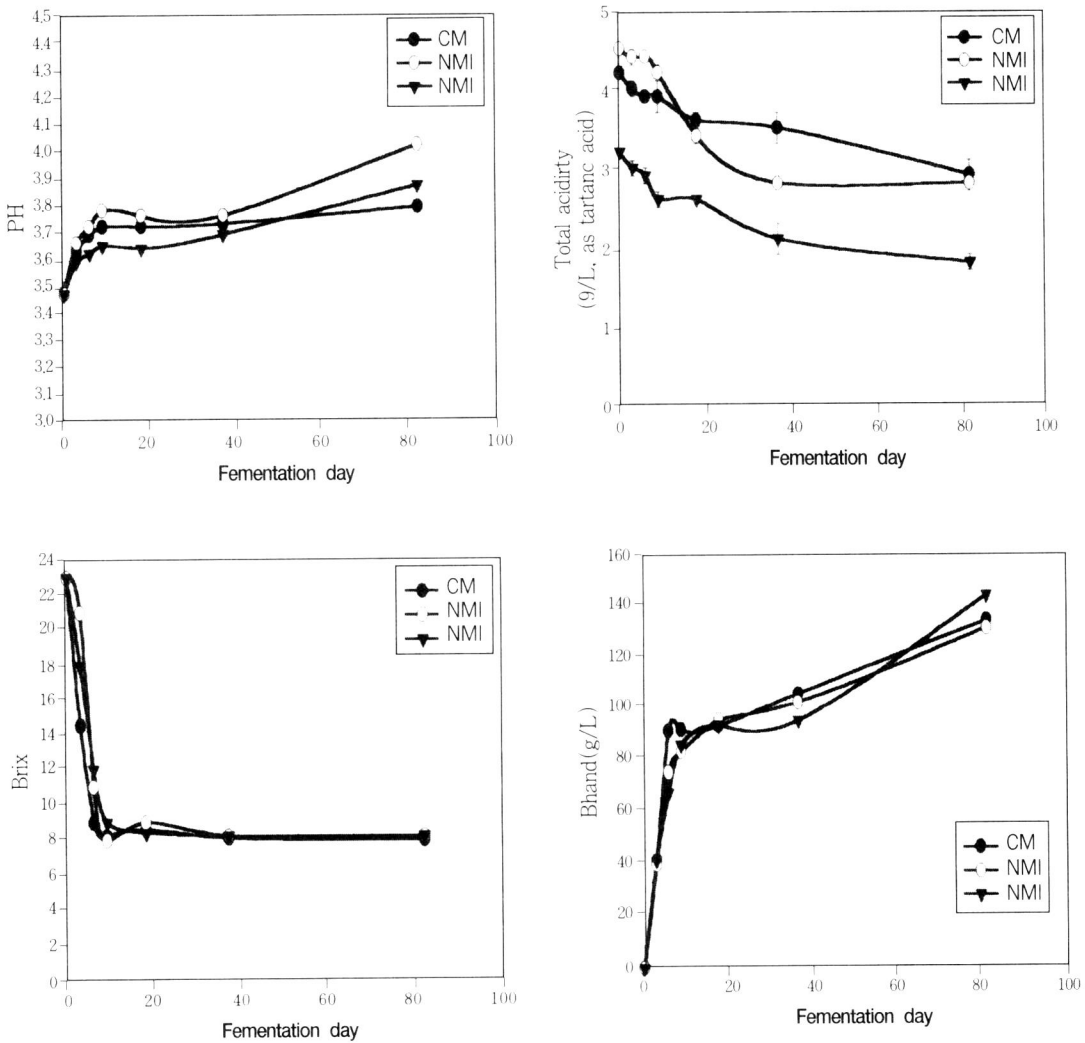 4.5
4.4
4.3
4.2
4.1
4.0
3.9
3.8
3.7
3.6
3.5
3.4
3.3
3.2
3.1
3.0
PH
CM
NMI
NMI
0 20 40 60 80 100
Fementation day
5
4
3
2
1
0
Total acidirty
(9/L, as tartanc acid)
CM
NMI
NMI
0 20 40 60 80 100
Fementation day
24
22
20
18
16
14
12
10
8
6
4
2
0
Brix
CM
NMI
NMI
0 20 40 60 80 100
Fementation day
160
140
120
100
80
60
40
20
0
Bhand(g/L)
CM
NMI
NMI
0 20 40 60 80 100
Fementation day